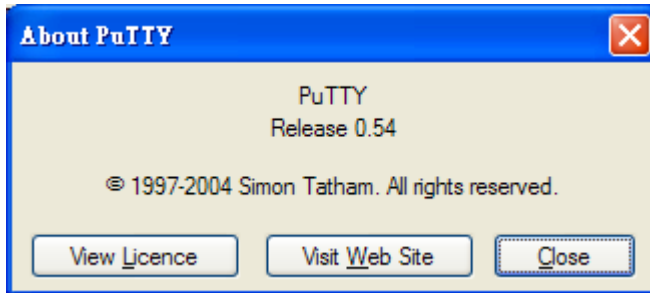 About PuTTY
PuTTY
Release 0.54
© 1997-2004 Simon Tatham. All rights reserved.
View Licence Visit Web Site Close